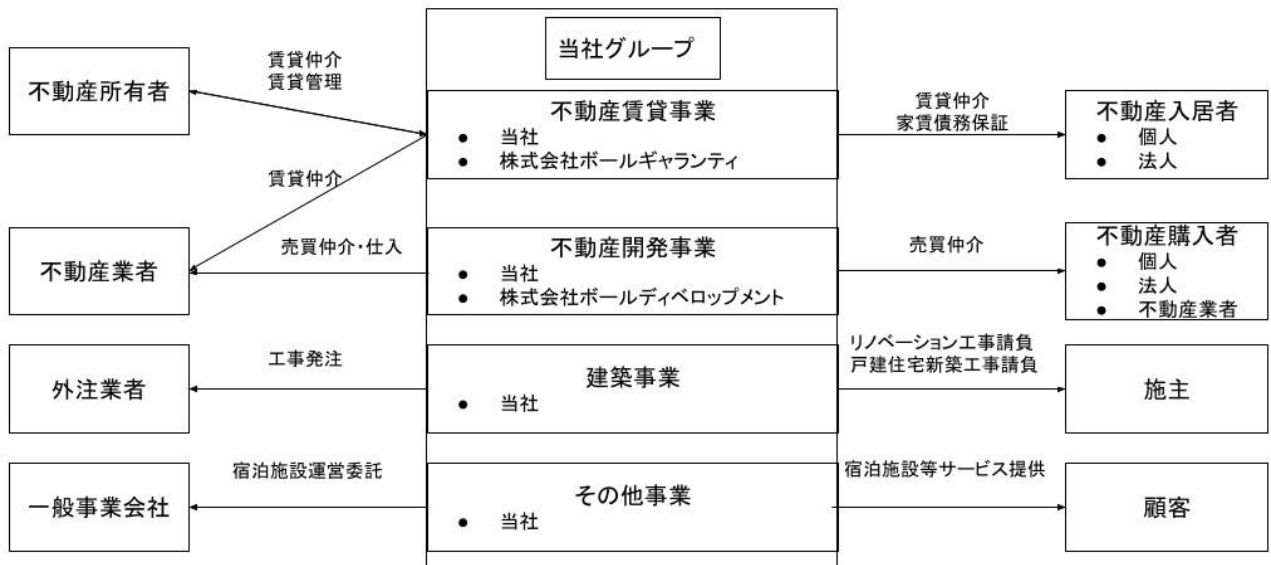 当社グループ
不動産所有者
賃貸仲介
賃貸管理
不動産賃貸事業
● 当社
● 株式会社ボールギャランティ
賃貸仲介
家賃債務保証
不動産入居者
● 個人
● 法人
賃貸仲介
不動産業者
売買仲介・仕入
不動産開発事業
● 当社
● 株式会社ボールディベロップメント
売買仲介
不動産購入者
● 個人
● 法人
● 不動産業者
外注業者
工事発注
建築事業
● 当社
リノベーション工事請負
戸建住宅新築工事請負
施主
一般事業会社
宿泊施設運営委託
その他事業
● 当社
宿泊施設等サービス提供
顧客